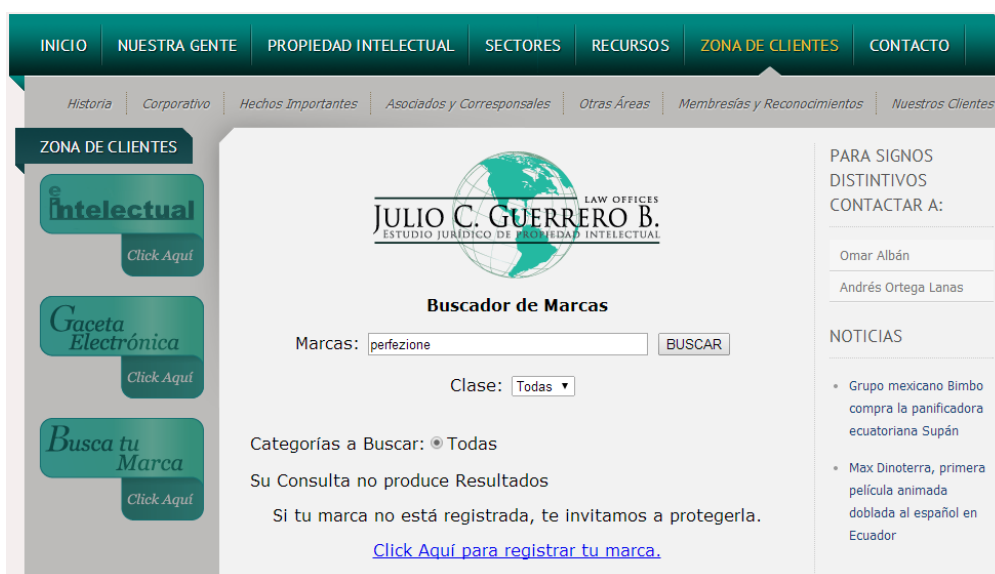 INICIO NUESTRA GENTE PROPIEDAD INTELECTUAL SECTORES RECURSOS ZONA DE CLIENTES CONTACTO
Historia Corporativo Hechos Importantes Asociados y Corresponsales Otras Áreas Membresías y Reconocimientos Nuestros Clientes
ZONA DE CLIENTES
e
intelectual
Click Aquí
Gaceta
Electrónica
Click Aquí
Busca tu
Marca
Click Aquí
LAW OFFICES
JULIO C. GUERRERO B.
ESTUDIO JURÍDICO DE PROPIEDAD INTELECTUAL
Buscador de Marcas
Marcas: perfezione BUSCAR
Clase: Todas
Categorías a Buscar: Todas
Su Consulta no produce Resultados
Si tu marca no está registrada, te invitamos a protegerla.
Click Aquí para registrar tu marca.
PARA SIGNOS
DISTINTIVOS
CONTACTAR A:
Omar Albán
Andrés Ortega Lanas
NOTICIAS
Grupo mexicano Bimbo
compra la panificadora
ecuatoriana Supán
Max Dinoterra, primera
película animada
doblada al español en
Ecuador